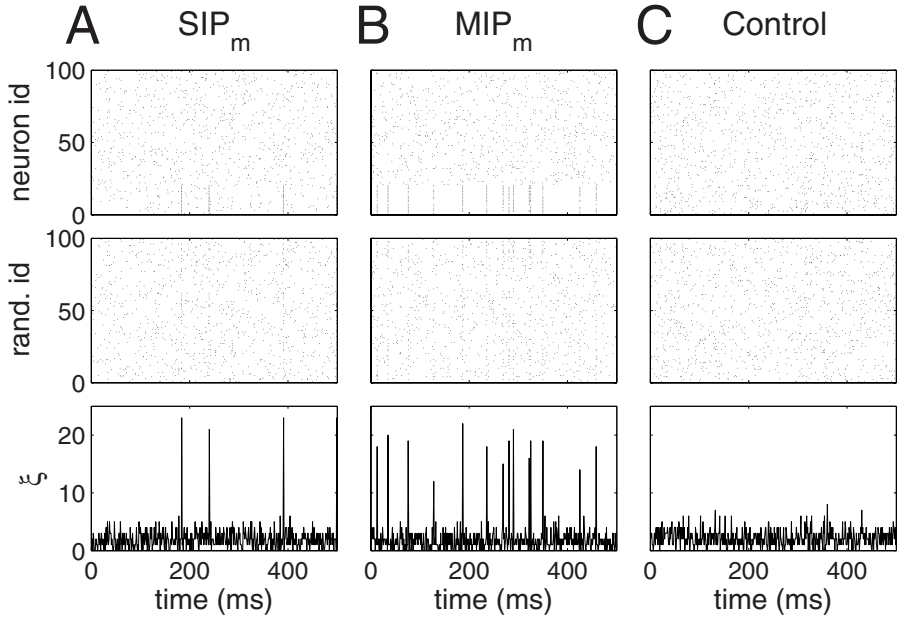 A SIPm B MIPm C Control
100
neuron id
50
0
100
rand. id
50
0
20
ξ
10
0
0 200 400 0 200 400 0 200 400
time (ms) time (ms) time (ms)